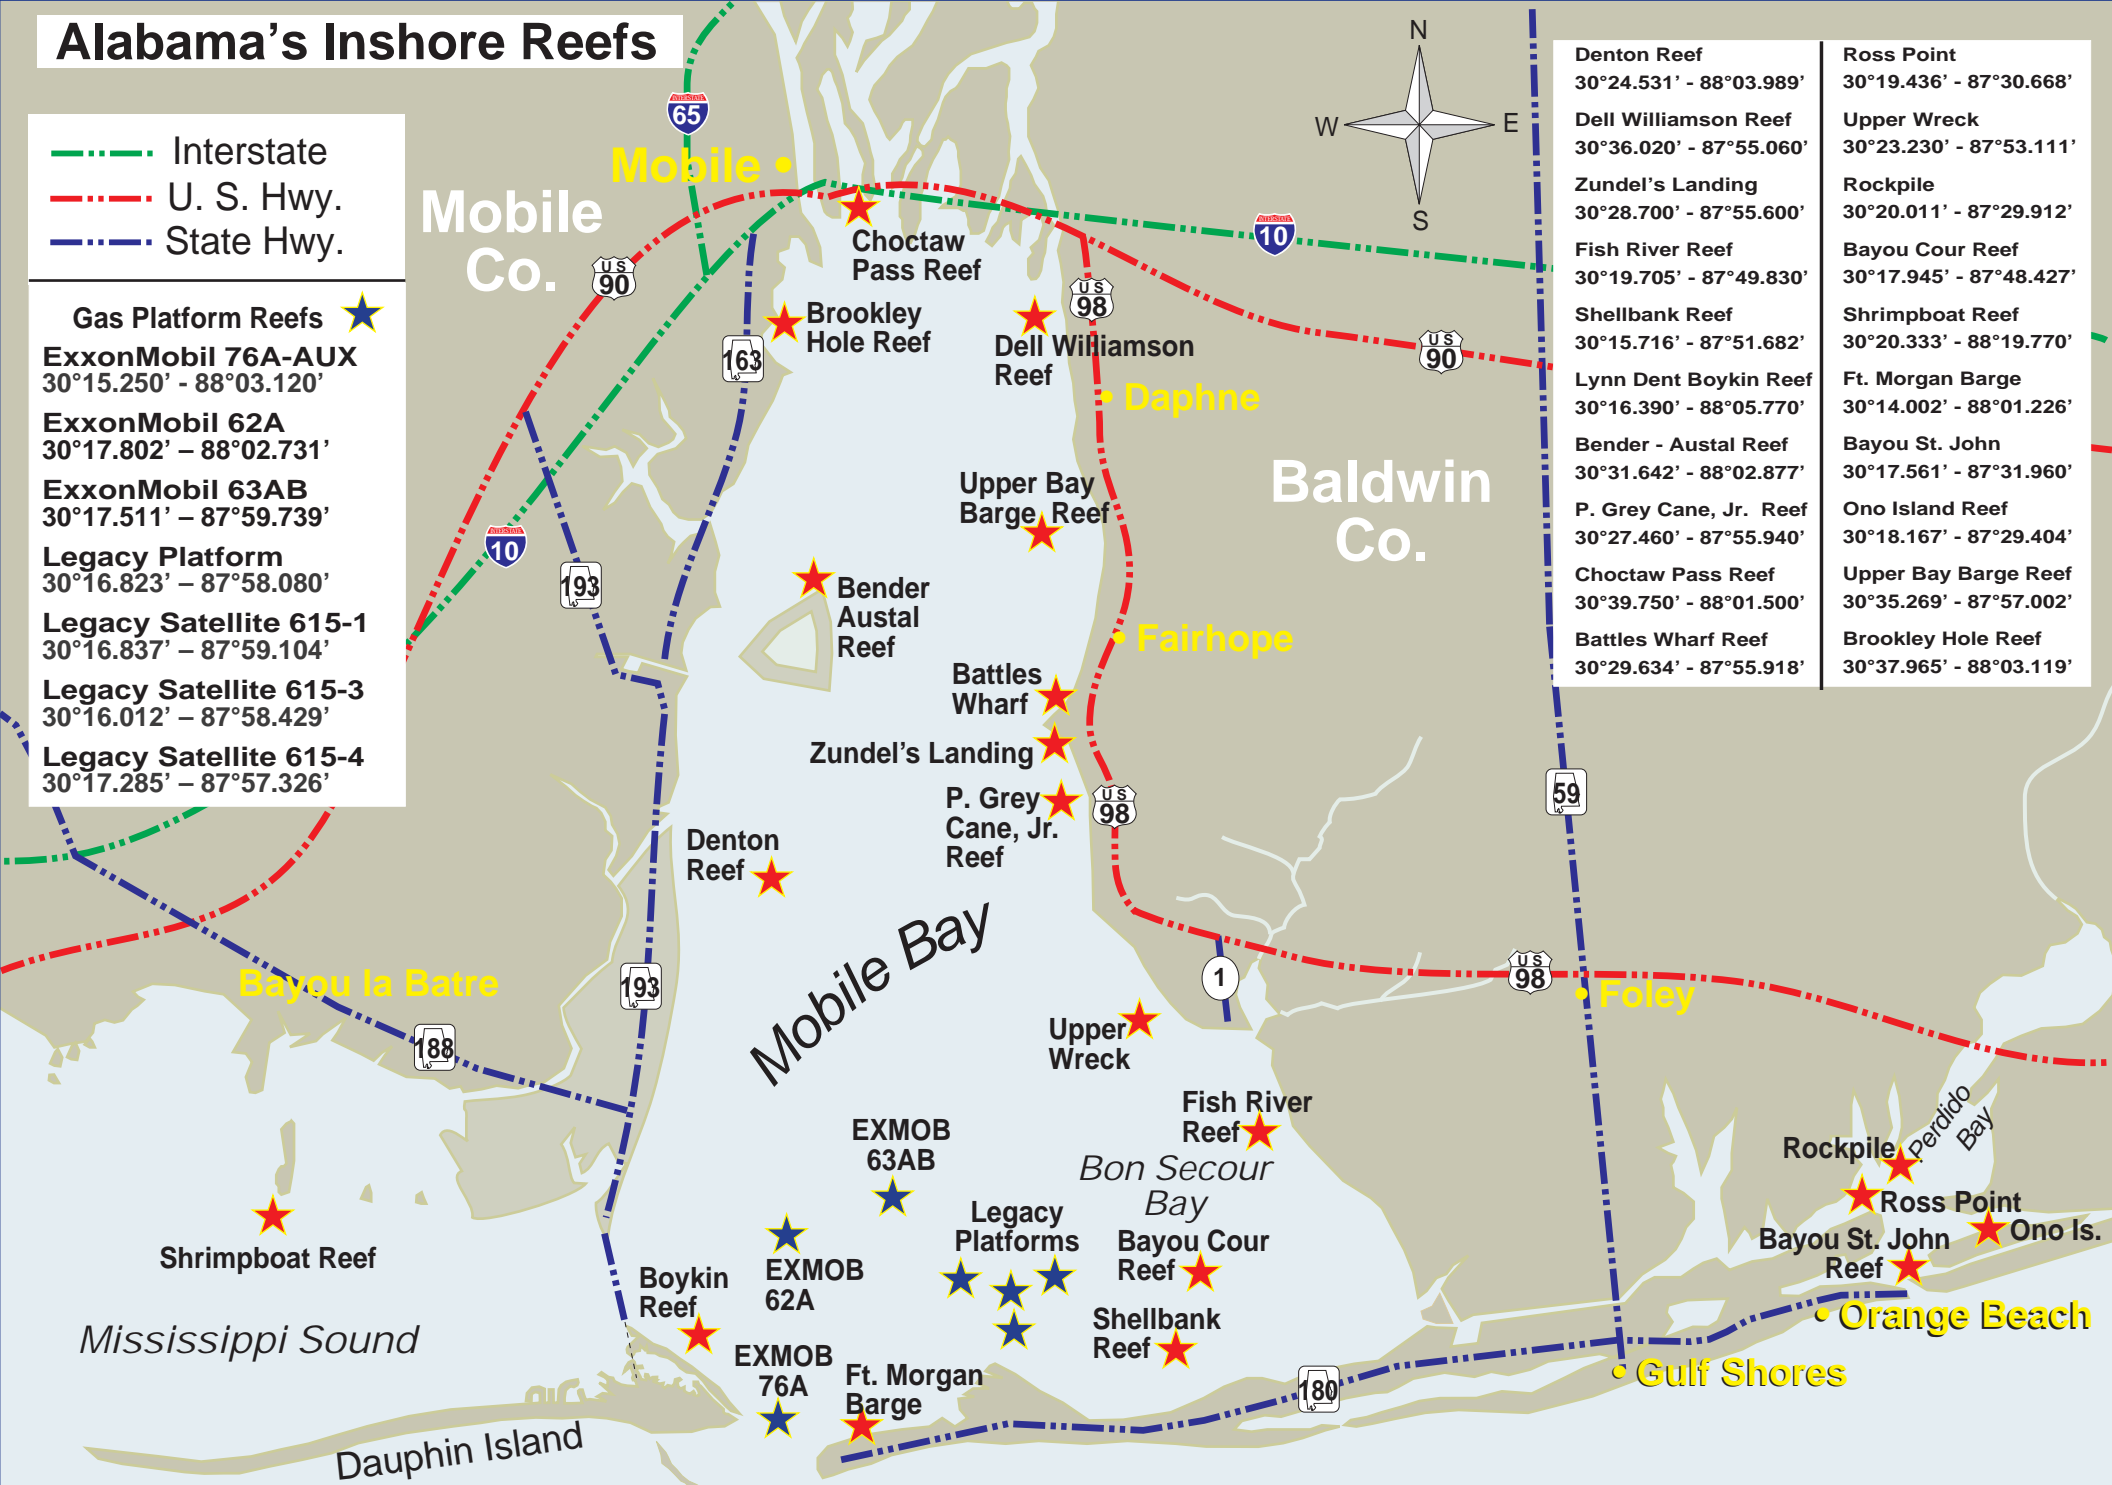 Alabama's Inshore Reefs
Interstate
U. S. Hwy.
State Hwy.
Gas Platform Reefs
ExxonMobil 76A-AUX
30°15.250’ - 88°03.120’
ExxonMobil 62A
30°17.802’ – 88°02.731’
ExxonMobil 63AB
30°17.511’ – 87°59.739’
Legacy Platform
30°16.823’ – 87°58.080’
Legacy Satellite 615-1
30°16.837’ – 87°59.104’
Legacy Satellite 615-3
30°16.012’ – 87°58.429’
Legacy Satellite 615-4
30°17.285’ – 87°57.326’
Denton Reef
30°24.531’ - 88°03.989’
Dell Williamson Reef
30°36.020’ - 87°55.060’
Zundel’s Landing
30°28.700’ - 87°55.600’
Fish River Reef
30°19.705’ - 87°49.830’
Shellbank Reef
30°15.716’ - 87°51.682’
Lynn Dent Boykin Reef
30°16.390’ - 88°05.770’
Bender - Austal Reef
30°31.642’ - 88°02.877’
P. Grey Cane, Jr. Reef
30°27.460’ - 87°55.940’
Choctaw Pass Reef
30°39.750’ - 88°01.500’
Battles Wharf Reef
30°29.634’ - 87°55.918’
Ross Point
30°19.436’ - 87°30.668’
Upper Wreck
30°23.230’ - 87°53.111’
Rockpile
30°20.011’ - 87°29.912’
Bayou Cour Reef
30°17.945’ - 87°48.427’
Shrimpboat Reef
30°20.333’ - 88°19.770’
Ft. Morgan Barge
30°14.002’ - 88°01.226’
Bayou St. John
30°17.561’ - 87°31.960’
Ono Island Reef
30°18.167’ - 87°29.404’
Upper Bay Barge Reef
30°35.269’ - 87°57.002’
Brookley Hole Reef
30°37.965’ - 88°03.119’
N
W
E
S
INTERSTATE
65
Mobile
Mobile
Co.
INTERSTATE
10
US
90
Choctaw
Pass Reef
Brookley
Hole Reef
163
US
98
Dell Williamson
Reef
US
90
Daphne
Upper Bay
Barge Reef
Baldwin
Co.
INTERSTATE
10
193
Bender
Austal
Reef
Fairhope
Battles
Wharf
Zundel’s Landing
P. Grey
Cane, Jr.
Reef
US
98
59
Denton
Reef
Mobile Bay
Bayou la Batre
193
1
US
98
Foley
188
Upper
Wreck
Fish River
Reef
Bon Secour
Bay
EXMOB
63AB
Perdido
Bay
Rockpile
Ross Point
Ono Is.
Bayou St. John
Reef
Shrimpboat Reef
Legacy
Platforms
Bayou Cour
Reef
EXMOB
62A
Boykin
Reef
Shellbank
Reef
Mississippi Sound
Orange Beach
Gulf Shores
EXMOB
76A
Ft. Morgan
Barge
180
Dauphin Island